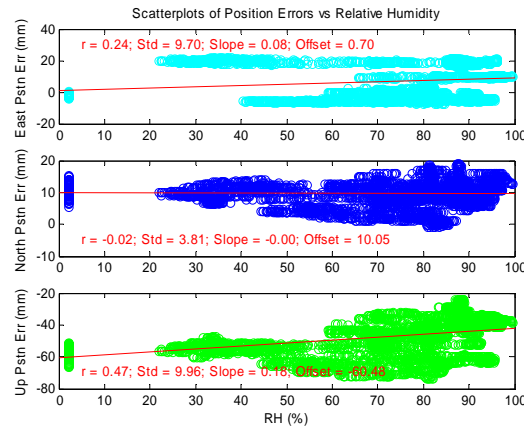 Scatterplots of Position Errors vs Relative Humidity
East Pstn Err (mm)
40
20
0
-20
r = 0.24; Std = 9.70; Slope = 0.08; Offset = 0.70
0 10 20 30 40 50 60 70 80 90 100
North Pstn Err (mm)
20
10
0
-10
r = -0.02; Std = 3.81; Slope = -0.00; Offset = 10.05
0 10 20 30 40 50 60 70 80 90 100
Up Pstn Err (mm)
-20
-40
-60
-80
r = 0.47; Std = 9.96; Slope = 0.18; Offset = -60.48
0 10 20 30 40 50 60 70 80 90 100
RH (%)